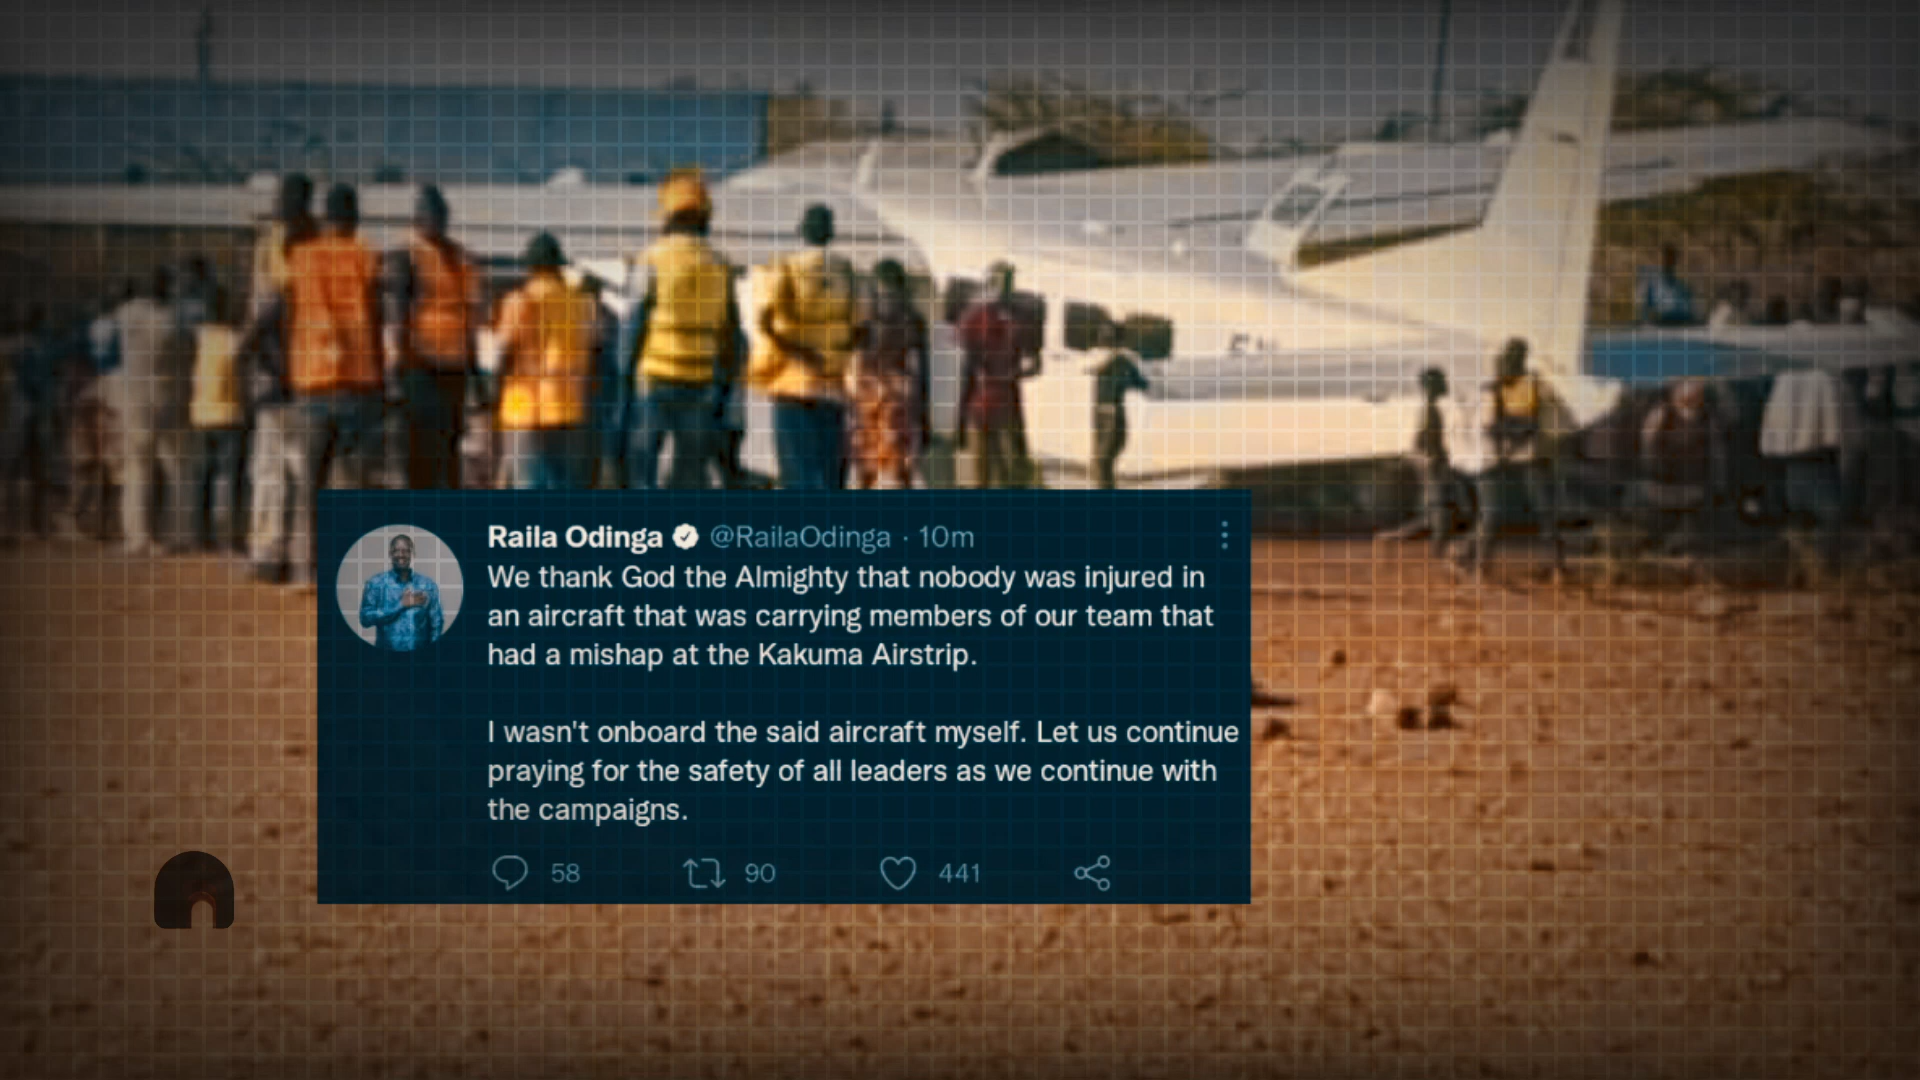 Raila Odinga @RailaOdinga · 10m
We thank God the Almighty that nobody was injured in
an aircraft that was carrying members of our team that
had a mishap at the Kakuma Airstrip.
I wasn't onboard the said aircraft myself. Let us continue
praying for the safety of all leaders as we continue with
the campaigns.
58 90 441